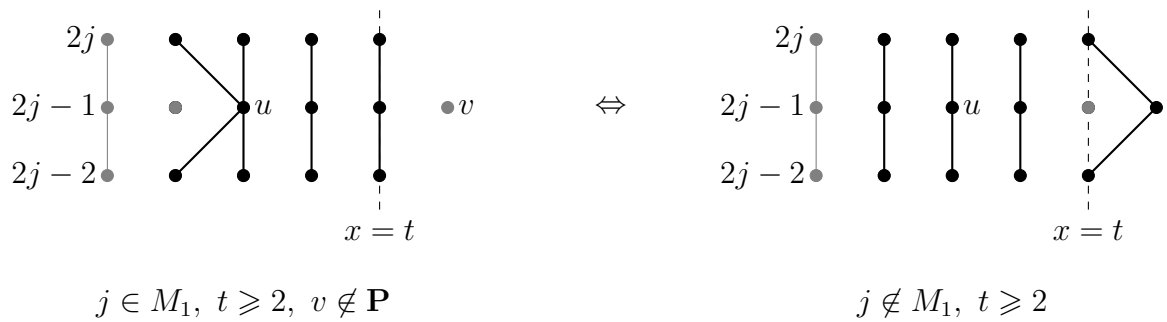 2j 2j
2j − 1 u v ⇔ 2j − 1 u
2j − 2 2j − 2
x = t x = t
j ∈ M₁, t ⩾ 2, v ∉ 𝐏 j ∉ M₁, t ⩾ 2